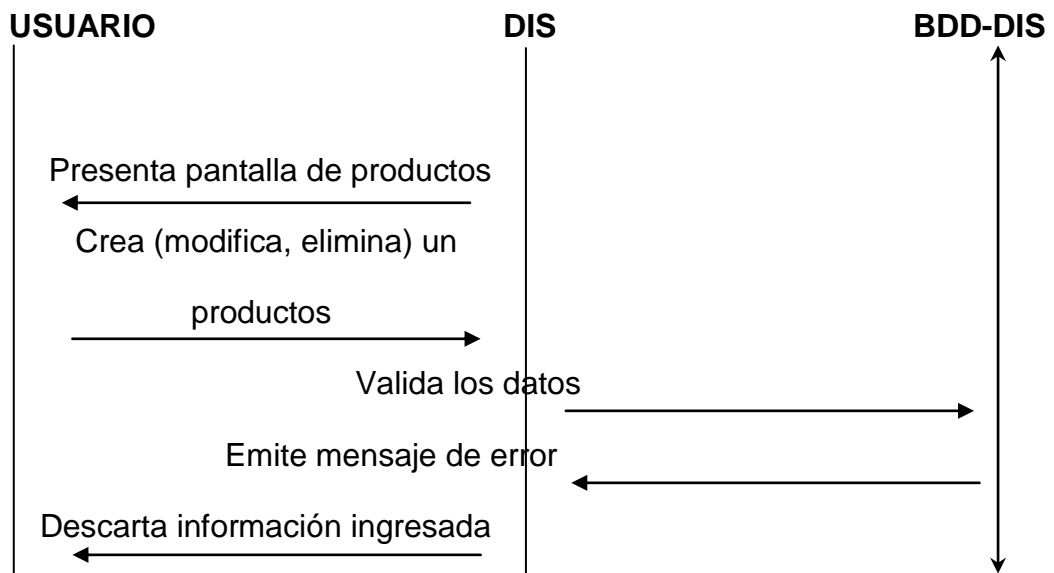 USUARIO DIS BDD-DIS
Presenta pantalla de productos
Crea (modifica, elimina) un
productos
Valida los datos
Emite mensaje de error
Descarta información ingresada